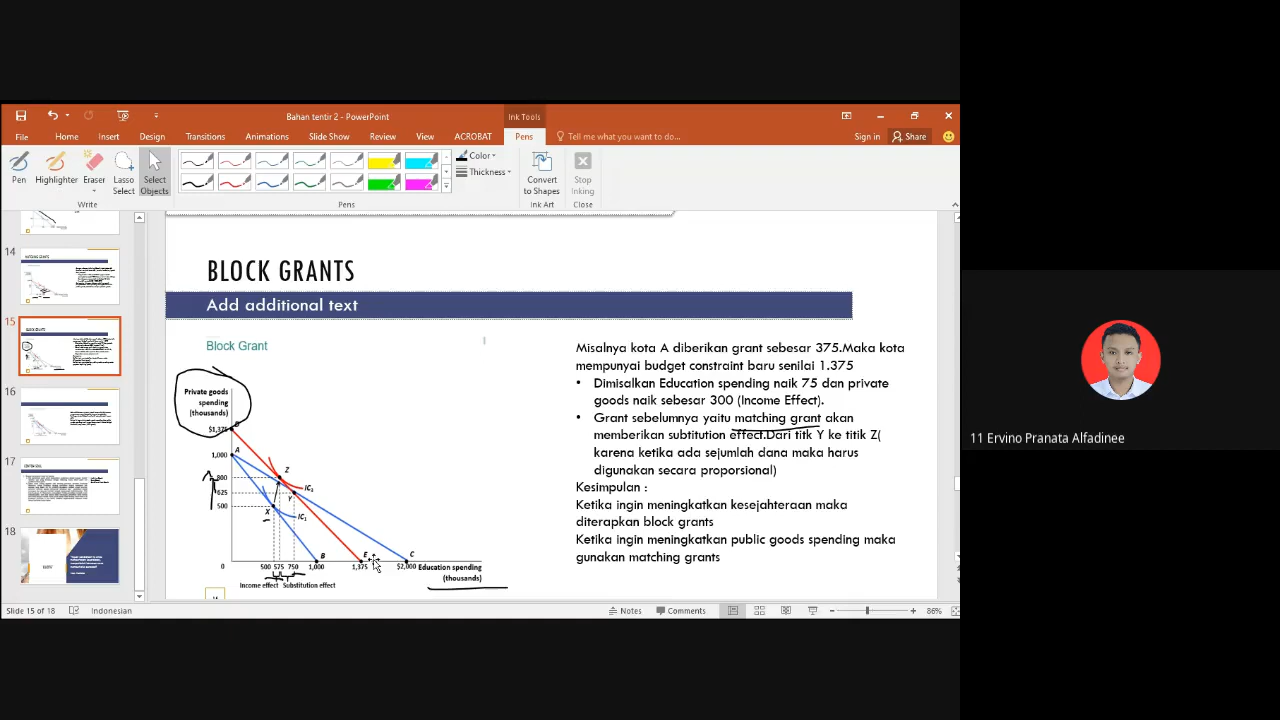 Bahan tentir 2 - PowerPoint
Ink Tools
File
Home
Insert
Design
Transitions
Animations
Slide Show
Review
View
ACROBAT
Pens
Tell me what you want to do...
Sign in
Share
Pen
Highlighter
Eraser
Lasso Select
Select Objects
Color
Thickness
Convert to Shapes
Stop Inking
Write
Pens
Ink Art
Close
14
15
16
17
18
BLOCK GRANTS
Add additional text
Block Grant
Private goods
spending
(thousands)
$1,375
D
1,000
A
800
Z
625
Y
IC2
500
X
IC1
B
E
C
0
500 575 750 1,000 1,375 $2,000
Education spending
(thousands)
Income effect
Substitution effect
Misalnya kota A diberikan grant sebesar 375.Maka kota
mempunyai budget constraint baru senilai 1.375
• Dimisalkan Education spending naik 75 dan private
goods naik sebesar 300 (Income Effect).
• Grant sebelumnya yaitu matching grant akan
memberikan subtitution effect.Dari titk Y ke titik Z(
karena ketika ada sejumlah dana maka harus
digunakan secara proporsional)
Kesimpulan :
Ketika ingin meningkatkan kesejahteraan maka
diterapkan block grants
Ketika ingin meningkatkan public goods spending maka
gunakan matching grants
Slide 15 of 18
Indonesian
Notes
Comments
86%
11 Ervino Pranata Alfadinee